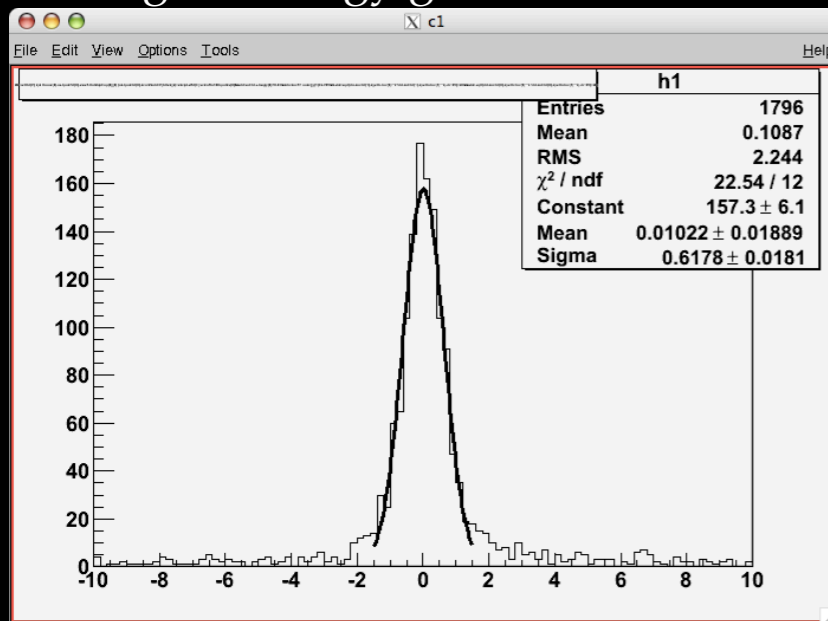 c1
File Edit View Options Tools Help
h1
Entries 1796
Mean 0.1087
RMS 2.244
χ² / ndf 22.54 / 12
Constant 157.3 ± 6.1
Mean 0.01022 ± 0.01889
Sigma 0.6178 ± 0.0181
180
160
140
120
100
80
60
40
20
0
-10 -8 -6 -4 -2 0 2 4 6 8 10